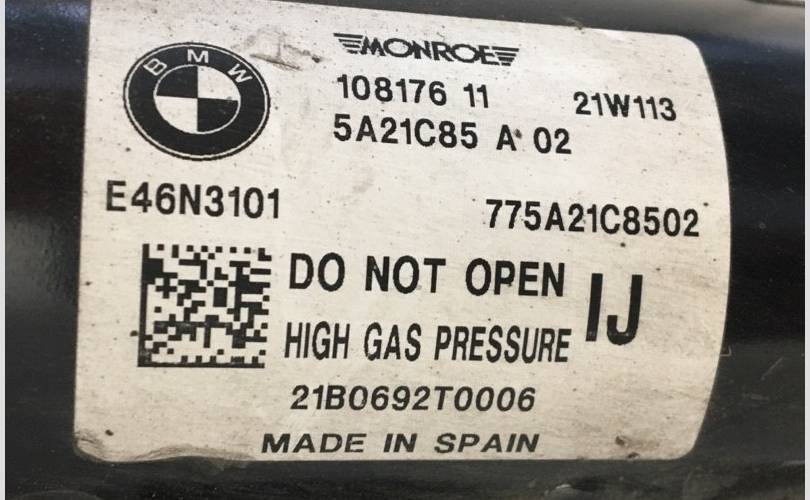 BMW
MONROE
108176 11 21W113
5A21C85 A 02
E46N3101 775A21C8502
DO NOT OPEN IJ
HIGH GAS PRESSURE
21B0692T0006
MADE IN SPAIN